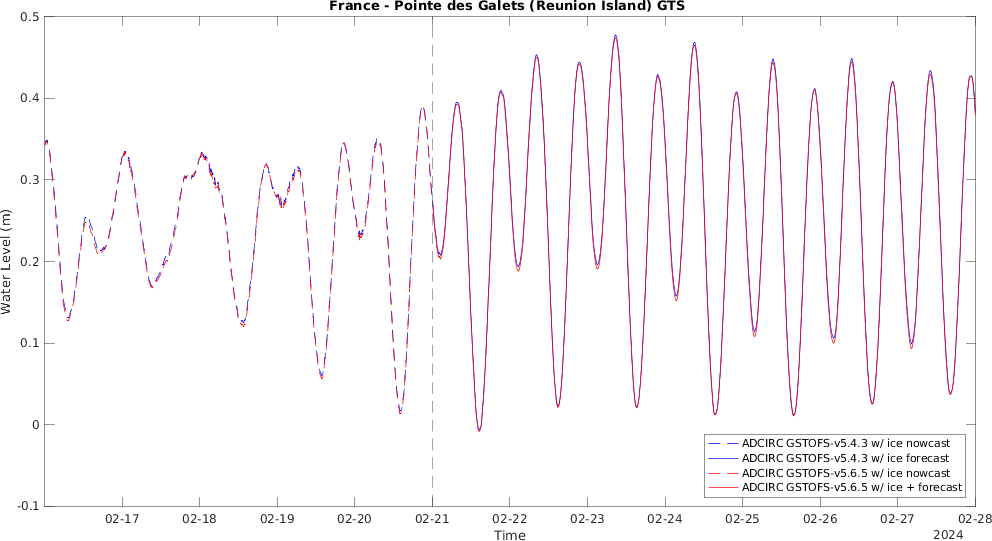 France - Pointe des Galets (Reunion Island) GTS
0.5
0.4
0.3
0.2
0.1
0
-0.1
Water Level (m)
ADCIRC GSTOFS-v5.4.3 w/ ice nowcast
ADCIRC GSTOFS-v5.4.3 w/ ice forecast
ADCIRC GSTOFS-v5.6.5 w/ ice nowcast
ADCIRC GSTOFS-v5.6.5 w/ ice + forecast
02-17 02-18 02-19 02-20 02-21 02-22 02-23 02-24 02-25 02-26 02-27 02-28
Time
2024